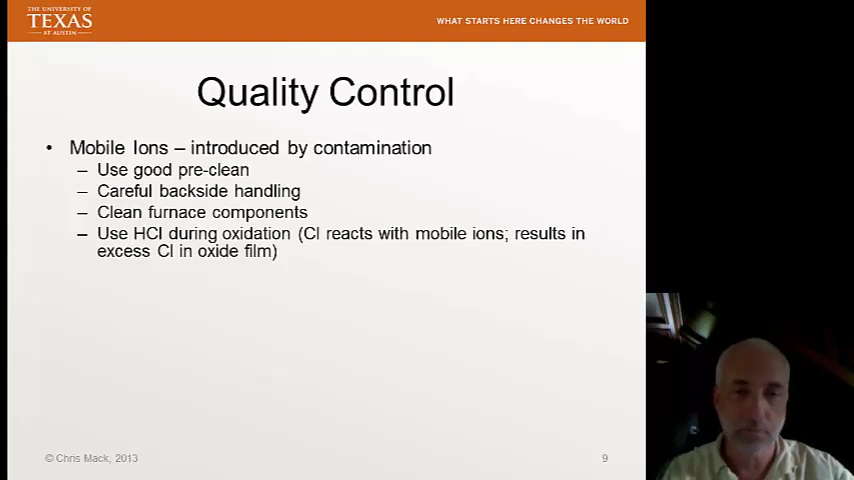 THE UNIVERSITY OF
TEXAS
AT AUSTIN
WHAT STARTS HERE CHANGES THE WORLD
Quality Control
• Mobile Ions – introduced by contamination
– Use good pre-clean
– Careful backside handling
– Clean furnace components
– Use HCl during oxidation (Cl reacts with mobile ions; results in
excess Cl in oxide film)
© Chris Mack, 2013
9